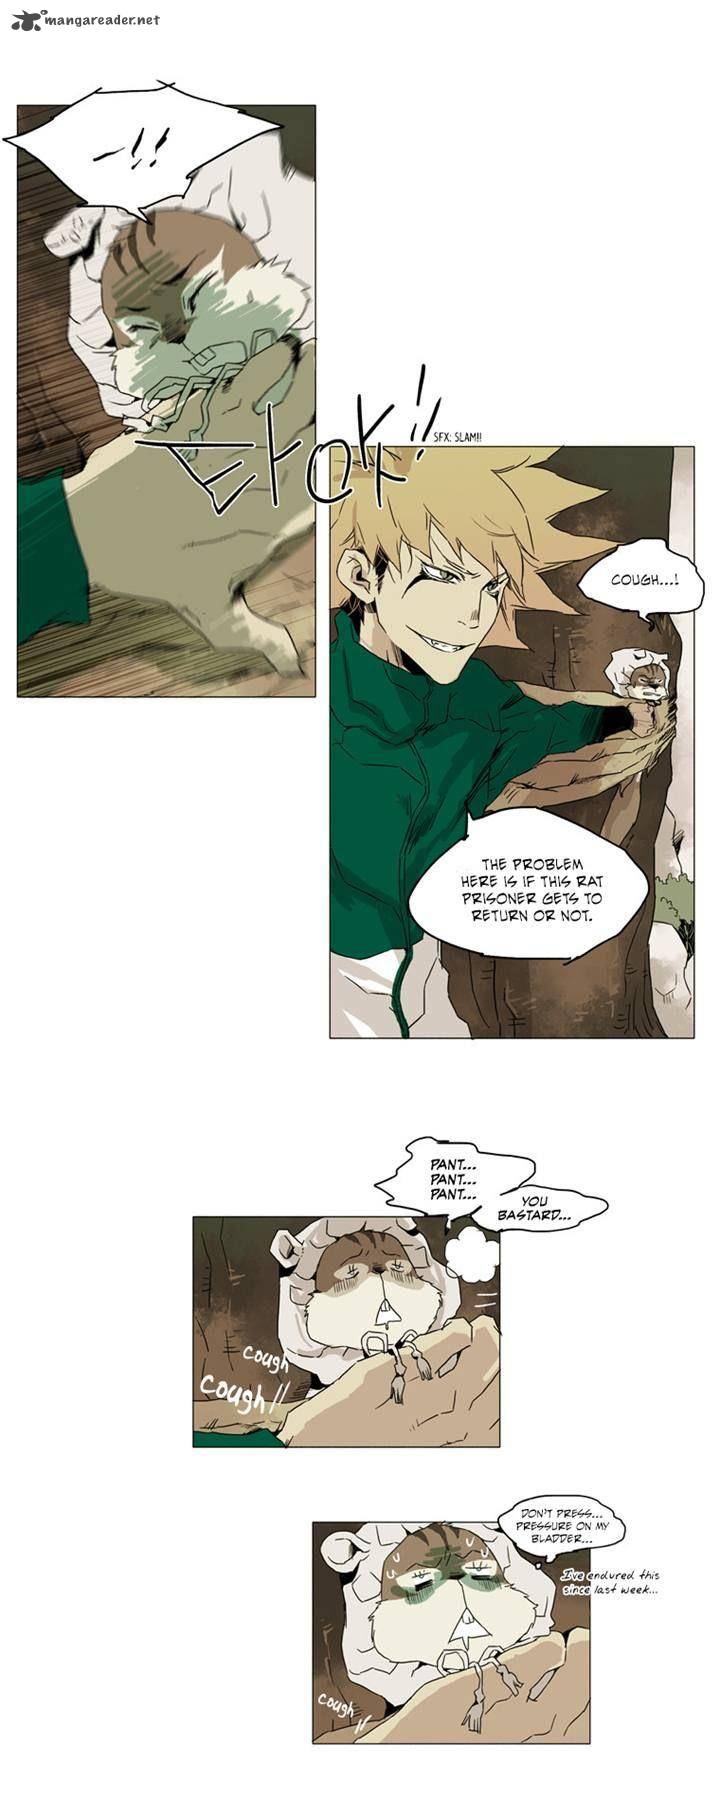 mangareader.net
-!!
타악!!
SFX: SLAM!!
COUGH...!
THE PROBLEM
HERE IS IF THIS RAT
PRISONER GETS TO
RETURN OR NOT.
PANT...
PANT...
PANT...
YOU
BASTARD...
COUGH
COUGH//
DON'T PRESS...
PRESSURE ON MY
BLADDER...
I've endured this
since last week...
COUGH
//